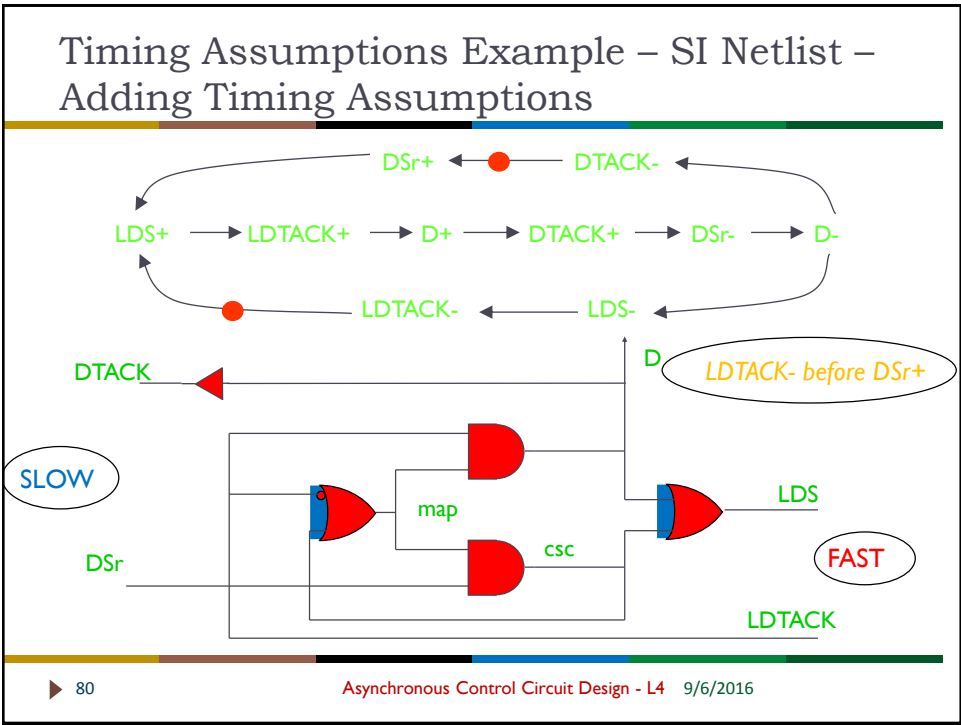 Timing Assumptions Example – SI Netlist –
Adding Timing Assumptions
DSr+ DTACK-
LDS+ LDTACK+ D+ DTACK+ DSr- D-
LDTACK- LDS-
DTACK
D
LDTACK- before DSr+
SLOW
map
LDS
csc
DSr
FAST
LDTACK
80 Asynchronous Control Circuit Design - L4 9/6/2016